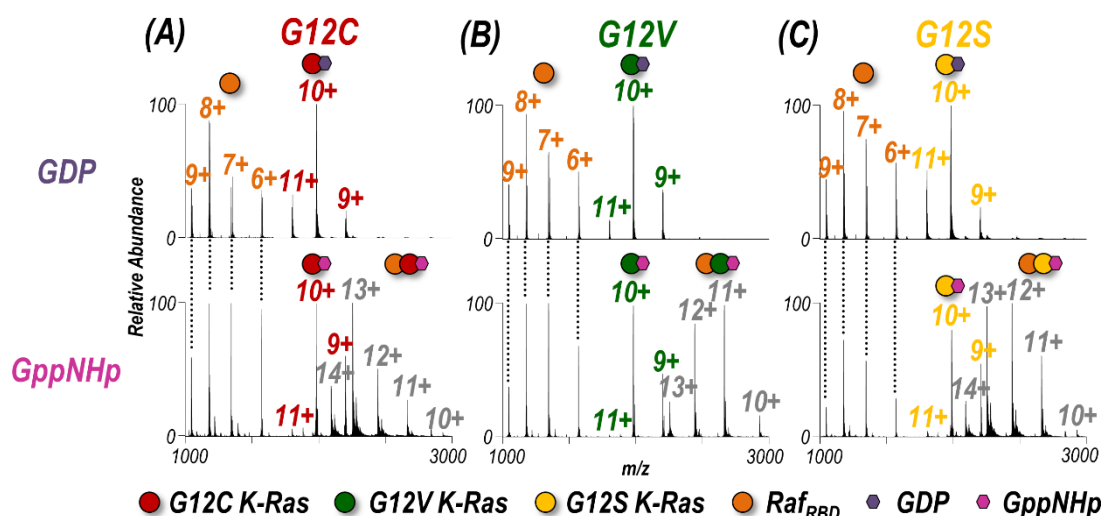 (A) G12C
(B) G12V
(C) G12S
GDP
GppNHp
Relative Abundance
100
0
9+ 8+ 7+ 6+ 11+ 10+ 9+
100
0
9+ 8+ 7+ 6+ 11+ 10+ 9+
100
0
9+ 8+ 7+ 6+ 11+ 10+ 9+
100
0
11+ 10+ 9+ 14+ 13+ 12+ 11+ 10+
1000 3000
100
0
11+ 10+ 9+ 13+ 12+ 11+ 10+
1000 3000
100
0
11+ 10+ 9+ 14+ 13+ 12+ 11+ 10+
1000 3000
m/z
G12C K-Ras G12V K-Ras G12S K-Ras Raf RBD GDP GppNHp